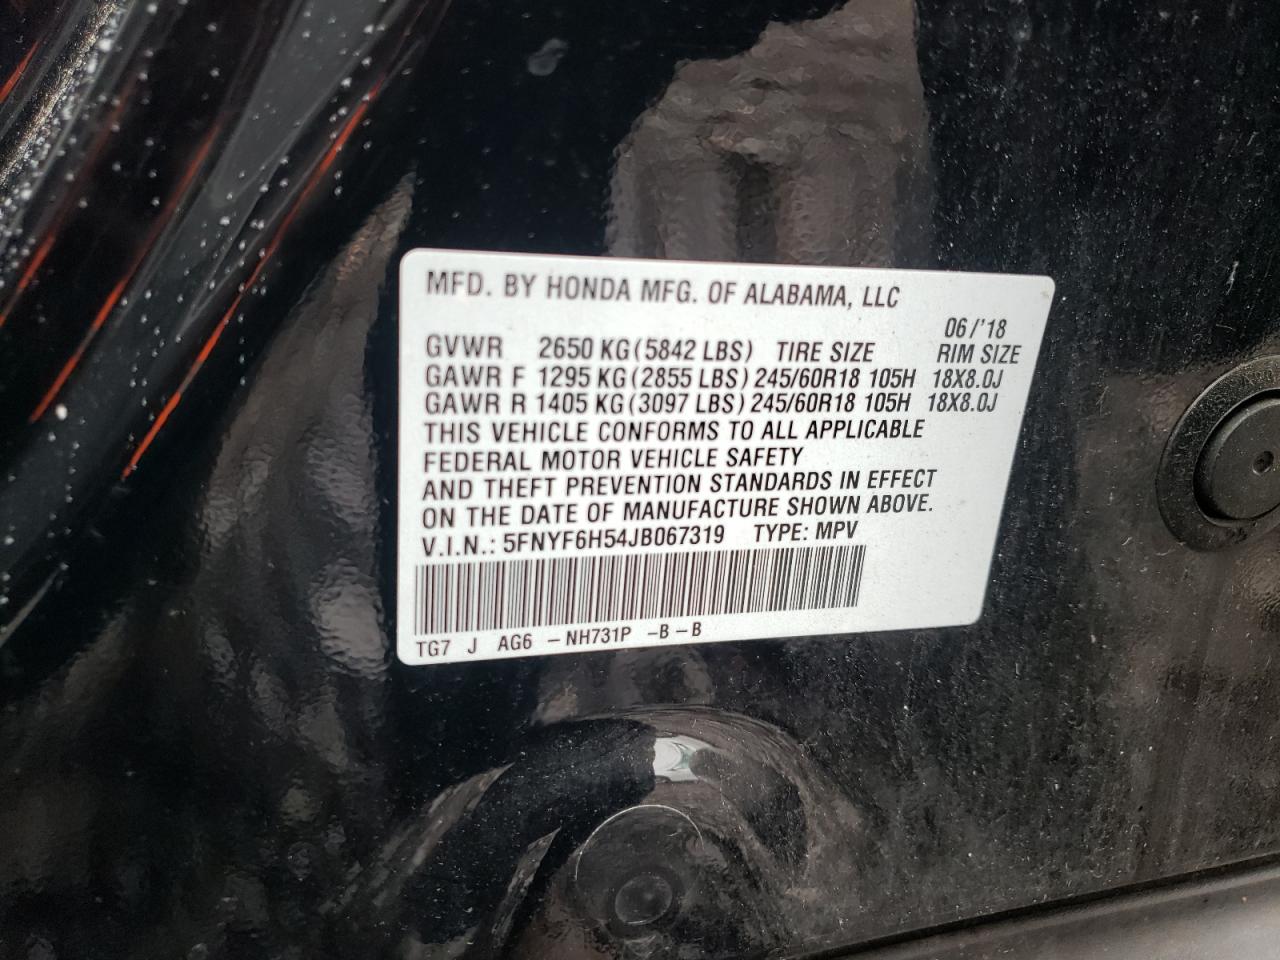 MFD. BY HONDA MFG. OF ALABAMA, LLC
06/'18
GVWR 2650 KG(5842 LBS) TIRE SIZE RIM SIZE
GAWR F 1295 KG(2855 LBS) 245/60R18 105H 18X8.0J
GAWR R 1405 KG(3097 LBS) 245/60R18 105H 18X8.0J
THIS VEHICLE CONFORMS TO ALL APPLICABLE
FEDERAL MOTOR VEHICLE SAFETY
AND THEFT PREVENTION STANDARDS IN EFFECT
ON THE DATE OF MANUFACTURE SHOWN ABOVE.
V.I.N.: 5FNYF6H54JB067319 TYPE: MPV
TG7 J AG6 -NH731P -B-B